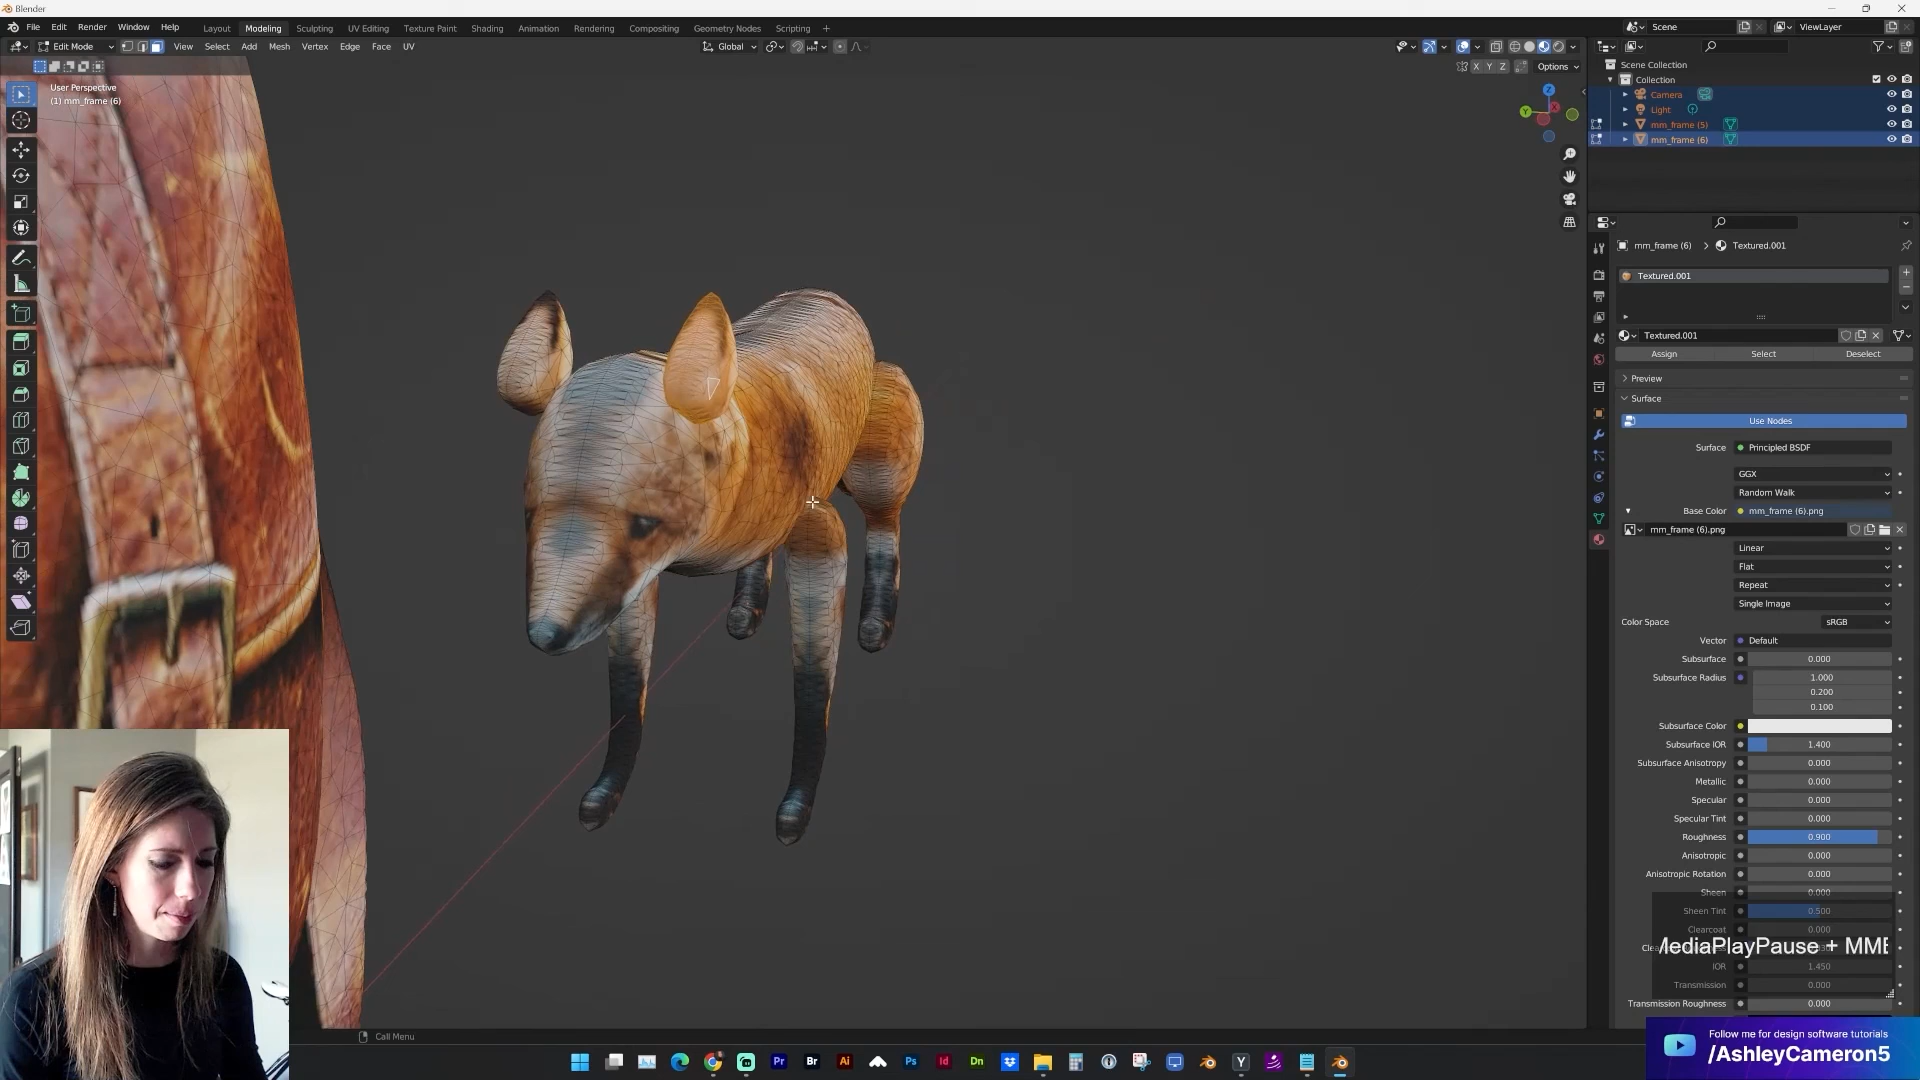 Blender
File Edit Render Window Help Layout Modeling Sculpting UV Editing Texture Paint Shading Animation Rendering Compositing Geometry Nodes Scripting + Scene ViewLayer
Edit Mode View Select Add Mesh Vertex Edge Face UV Global
X Y Z Options
User Perspective
(1) mm_frame (6)
Z
Y
X
Scene Collection
Collection
Camera
Light
mm_frame (5)
mm_frame (6)
mm_frame (6) > Textured.001
Textured.001
Textured.001
Assign Select Deselect
Preview
Surface
Use Nodes
Surface Principled BSDF
GGX
Random Walk
Base Color mm_frame (6).png
mm_frame (6).png
Linear
Flat
Repeat
Single Image
Color Space sRGB
Vector Default
Subsurface 0.000
Subsurface Radius 1.000
0.200
0.100
Subsurface Color
Subsurface IOR 1.400
Subsurface Anisotropy 0.000
Metallic 0.000
Specular 0.000
Specular Tint 0.000
Roughness 0.900
Anisotropic 0.000
Anisotropic Rotation 0.000
Sheen 0.000
Sheen Tint 0.500
Clearcoat 0.000
MediaPlayPause + MME
IOR 1.450
Transmission 0.000
Transmission Roughness 0.000
Call Menu
Pr Br Ai Ps Id Dn
Follow me for design software tutorials
/AshleyCameron5